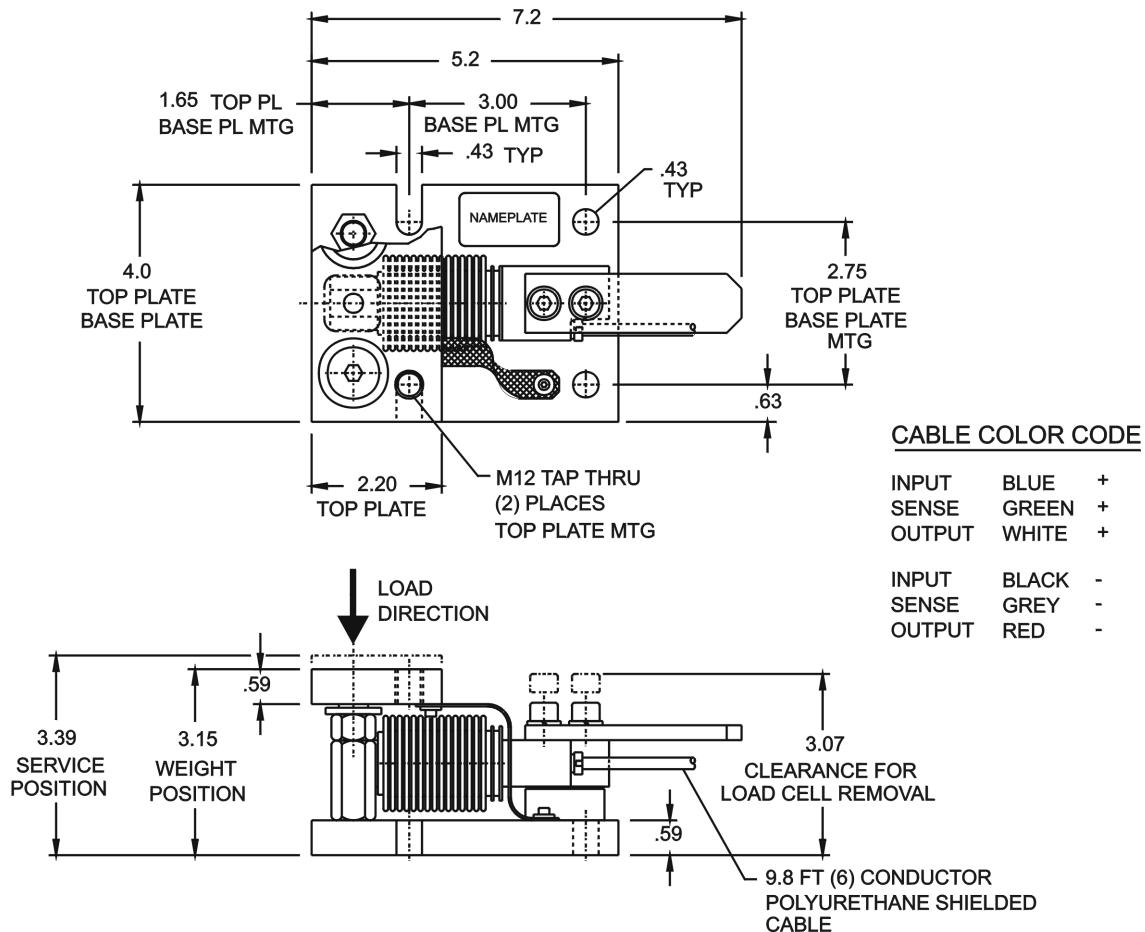 7.2
5.2
1.65 TOP PL
BASE PL MTG
3.00
BASE PL MTG
.43 TYP
.43
TYP
NAMEPLATE
4.0
TOP PLATE
BASE PLATE
2.75
TOP PLATE
BASE PLATE
MTG
.63
2.20
TOP PLATE
M12 TAP THRU
(2) PLACES
TOP PLATE MTG
CABLE COLOR CODE
INPUT BLUE +
SENSE GREEN +
OUTPUT WHITE +
INPUT BLACK -
SENSE GREY -
OUTPUT RED -
LOAD
DIRECTION
.59
3.39
SERVICE
POSITION
3.15
WEIGHT
POSITION
3.07
CLEARANCE FOR
LOAD CELL REMOVAL
.59
9.8 FT (6) CONDUCTOR
POLYURETHANE SHIELDED
CABLE